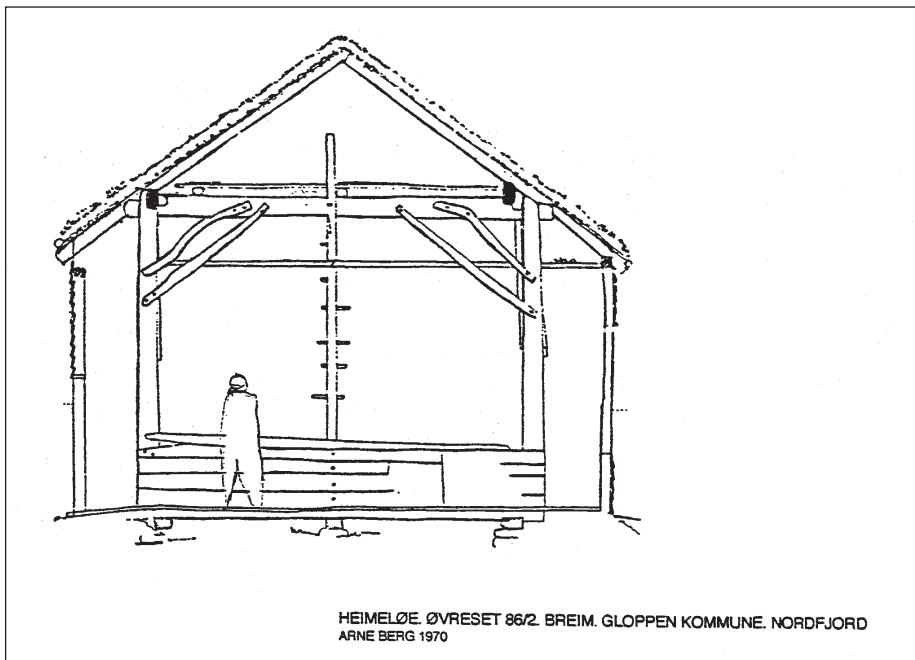 HEIMELØE. ØVRESET 86/2. BREIM. GLOPPEN KOMMUNE. NORDFJORD
ARNE BERG 1970